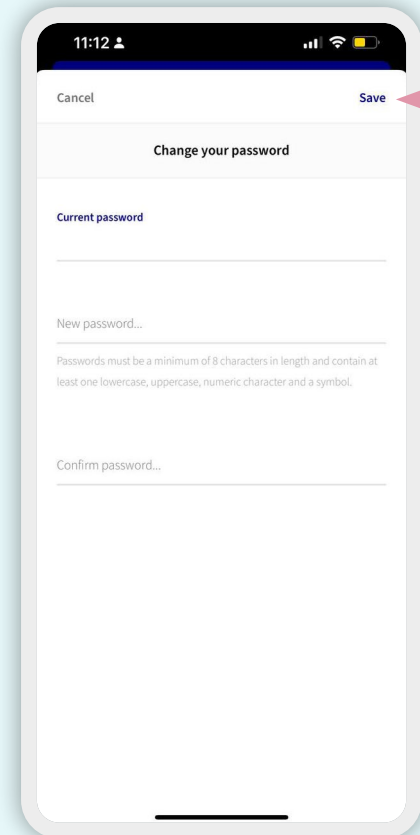 11:12
Cancel
Save
Change your password
Current password
New password...
Passwords must be a minimum of 8 characters in length and contain at
least one lowercase, uppercase, numeric character and a symbol.
Confirm password...